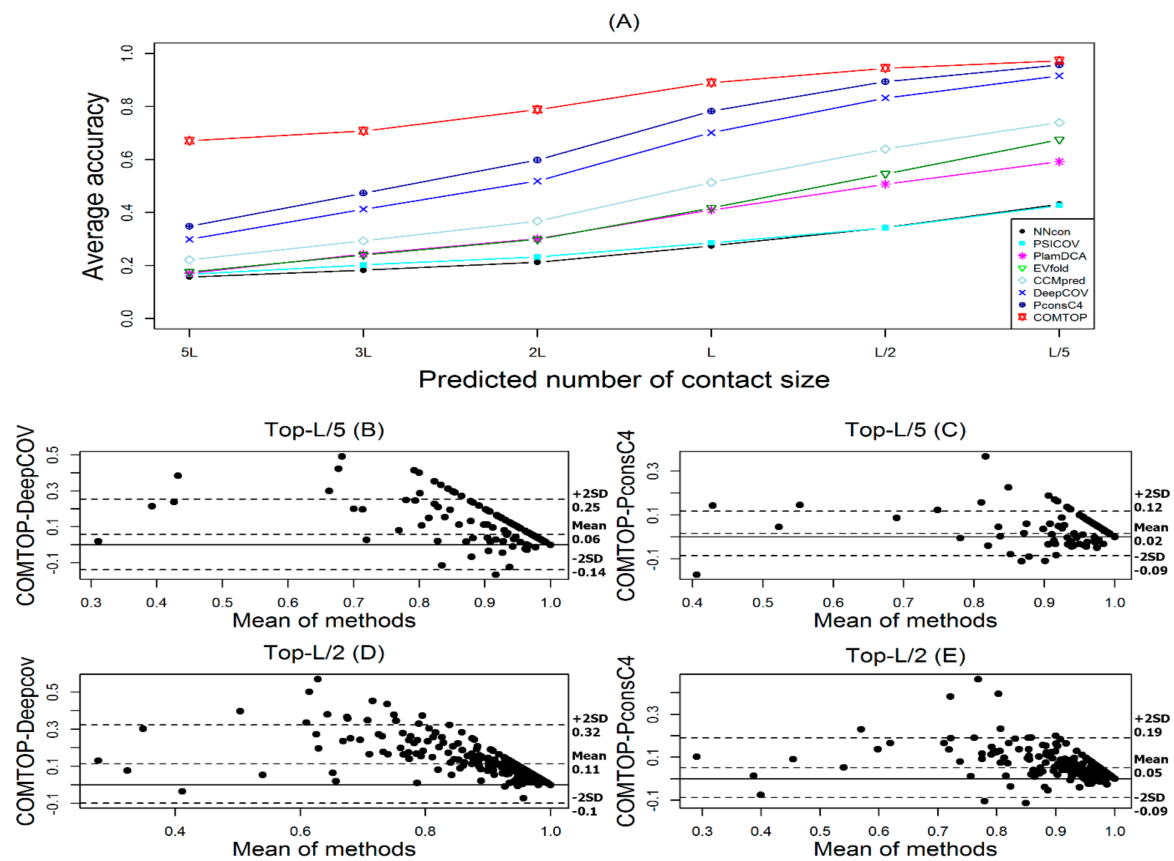 (A)
Average accuracy
1.0
0.8
0.6
0.4
0.2
0.0
NNcon
PSICOV
PlamDCA
EVfold
CCMpred
DeepCOV
PconsC4
COMTOP
5L 3L 2L L L/2 L/5
Predicted number of contact size
Top-L/5 (B)
COMTOP-DeepCOV
0.5
0.3
0.1
-0.1
+2SD
0.25
Mean
0.06
-2SD
-0.14
0.3 0.4 0.5 0.6 0.7 0.8 0.9 1.0
Mean of methods
Top-L/5 (C)
COMTOP-PconsC4
0.3
0.1
-0.1
+2SD
0.12
Mean
0.02
-2SD
-0.09
0.4 0.5 0.6 0.7 0.8 0.9 1.0
Mean of methods
Top-L/2 (D)
COMTOP-Deepcov
0.5
0.3
0.1
-0.1
+2SD
0.32
Mean
0.11
-2SD
-0.1
0.4 0.6 0.8 1.0
Mean of methods
Top-L/2 (E)
COMTOP-PconsC4
0.3
0.1
-0.1
+2SD
0.19
Mean
0.05
-2SD
-0.09
0.3 0.4 0.5 0.6 0.7 0.8 0.9 1.0
Mean of methods